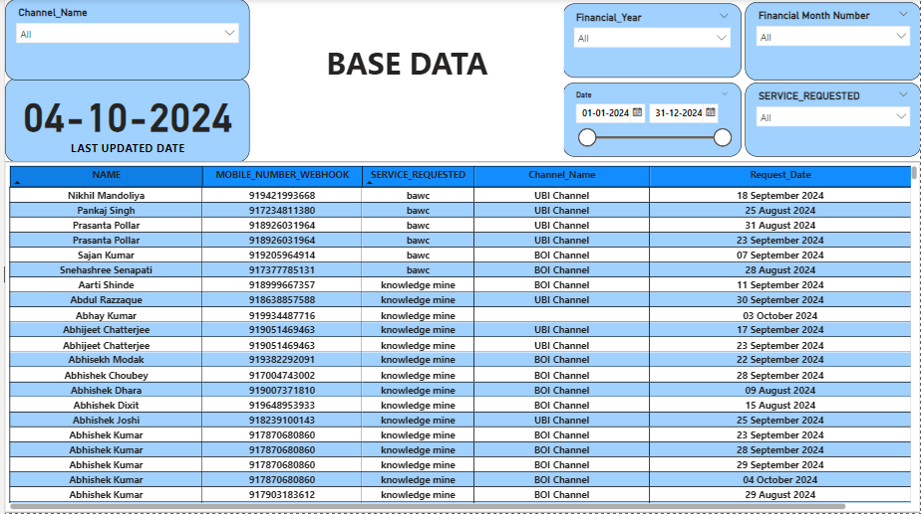 Channel_Name
All
BASE DATA
Financial_Year
All
Financial Month Number
All
04-10-2024
LAST UPDATED DATE
Date
01-01-2024 31-12-2024
SERVICE_REQUESTED
All
NAME MOBILE_NUMBER_WEBHOOK SERVICE_REQUESTED Channel_Name Request_Date
Nikhil Mandoliya 919421993668 bawc UBI Channel 18 September 2024
Pankaj Singh 917234811380 bawc UBI Channel 25 August 2024
Prasanta Pollar 918926031964 bawc UBI Channel 31 August 2024
Prasanta Pollar 918926031964 bawc UBI Channel 23 September 2024
Sajan Kumar 919205964914 bawc BOI Channel 07 September 2024
Snehashree Senapati 917377785131 bawc BOI Channel 28 August 2024
Aarti Shinde 918999667357 knowledge mine BOI Channel 11 September 2024
Abdul Razzaque 918638857588 knowledge mine UBI Channel 30 September 2024
Abhay Kumar 919934487716 knowledge mine 03 October 2024
Abhijeet Chatterjee 919051469463 knowledge mine UBI Channel 17 September 2024
Abhijeet Chatterjee 919051469463 knowledge mine UBI Channel 23 September 2024
Abhisekh Modak 919382292091 knowledge mine BOI Channel 22 September 2024
Abhishek Choubey 917004743002 knowledge mine BOI Channel 28 September 2024
Abhishek Dhara 919007371810 knowledge mine BOI Channel 09 August 2024
Abhishek Dixit 919648953933 knowledge mine BOI Channel 15 August 2024
Abhishek Joshi 918239100143 knowledge mine UBI Channel 25 September 2024
Abhishek Kumar 917870680860 knowledge mine BOI Channel 23 September 2024
Abhishek Kumar 917870680860 knowledge mine BOI Channel 28 September 2024
Abhishek Kumar 917870680860 knowledge mine BOI Channel 29 September 2024
Abhishek Kumar 917870680860 knowledge mine BOI Channel 04 October 2024
Abhishek Kumar 917903183612 knowledge mine BOI Channel 29 August 2024